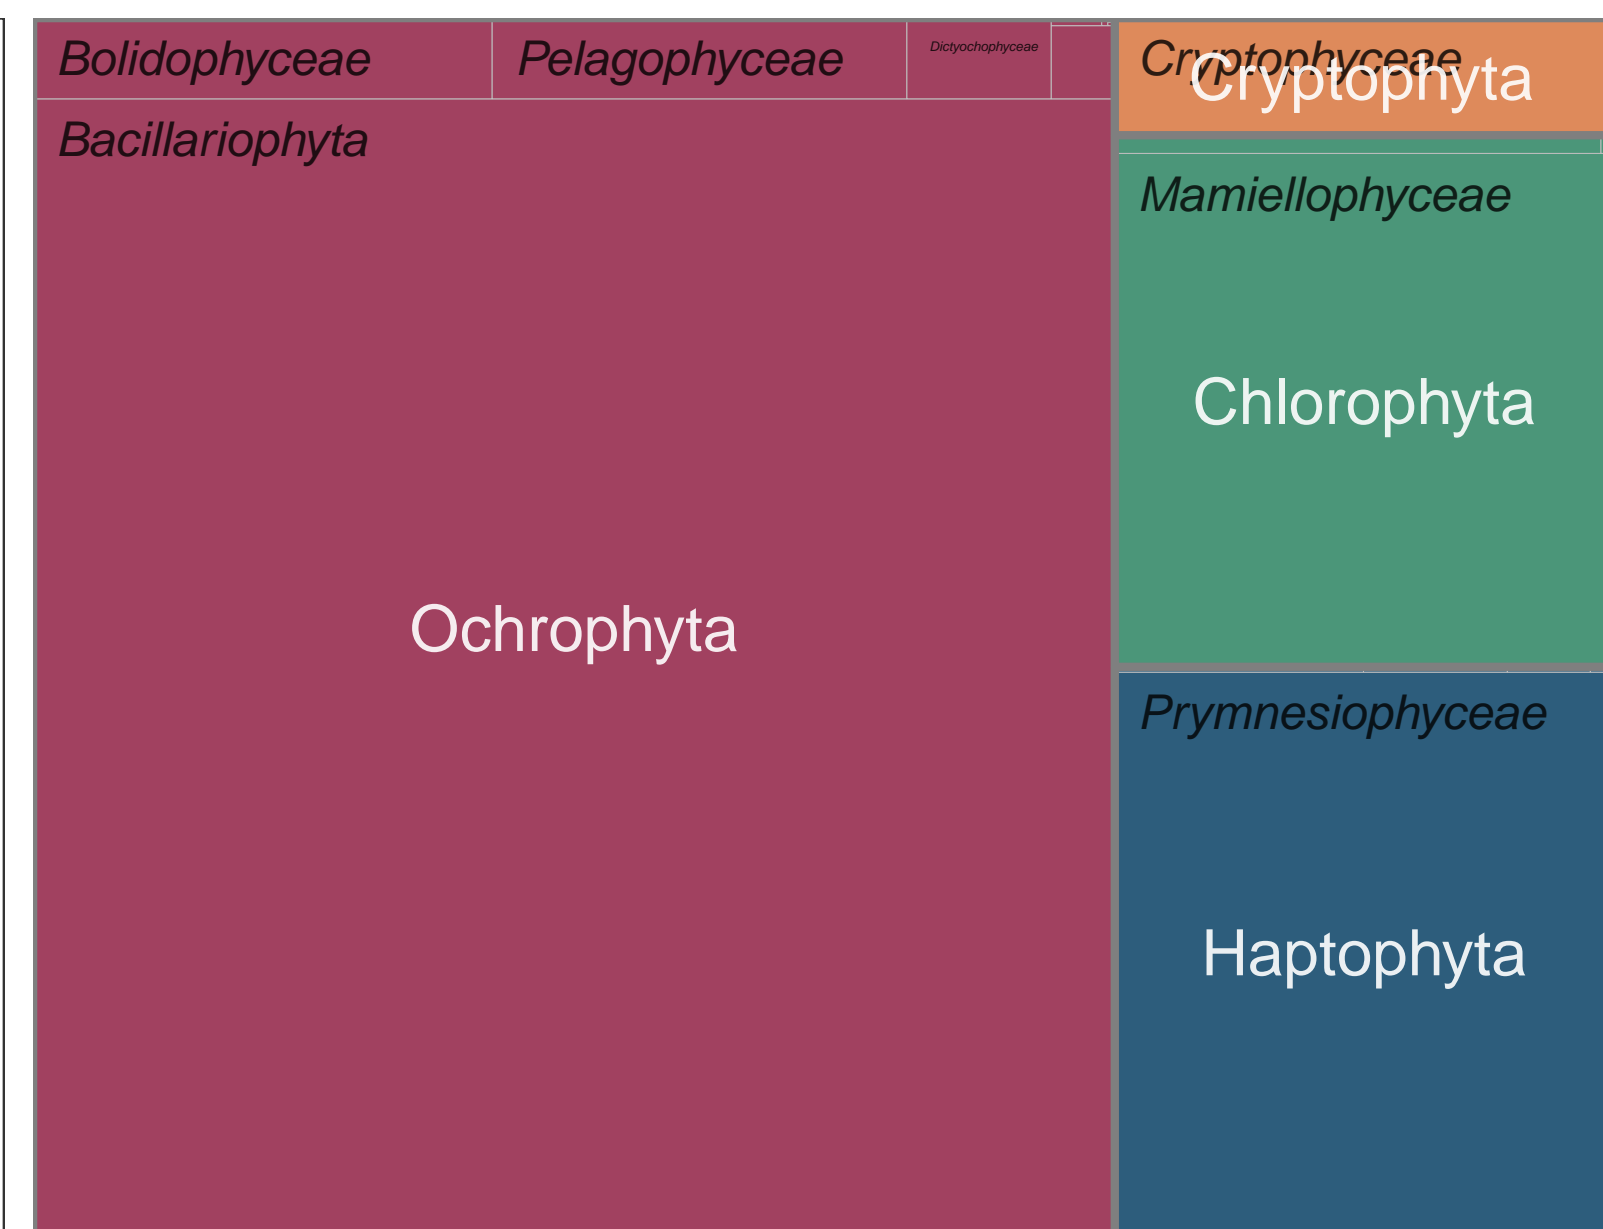 Bolidophyceae
Pelagophyceae
Dictyochophyceae
Bacillariophyta
Ochrophyta
Cryptophyceae
Cryptophyta
Mamiellophyceae
Chlorophyta
Prymnesiophyceae
Haptophyta